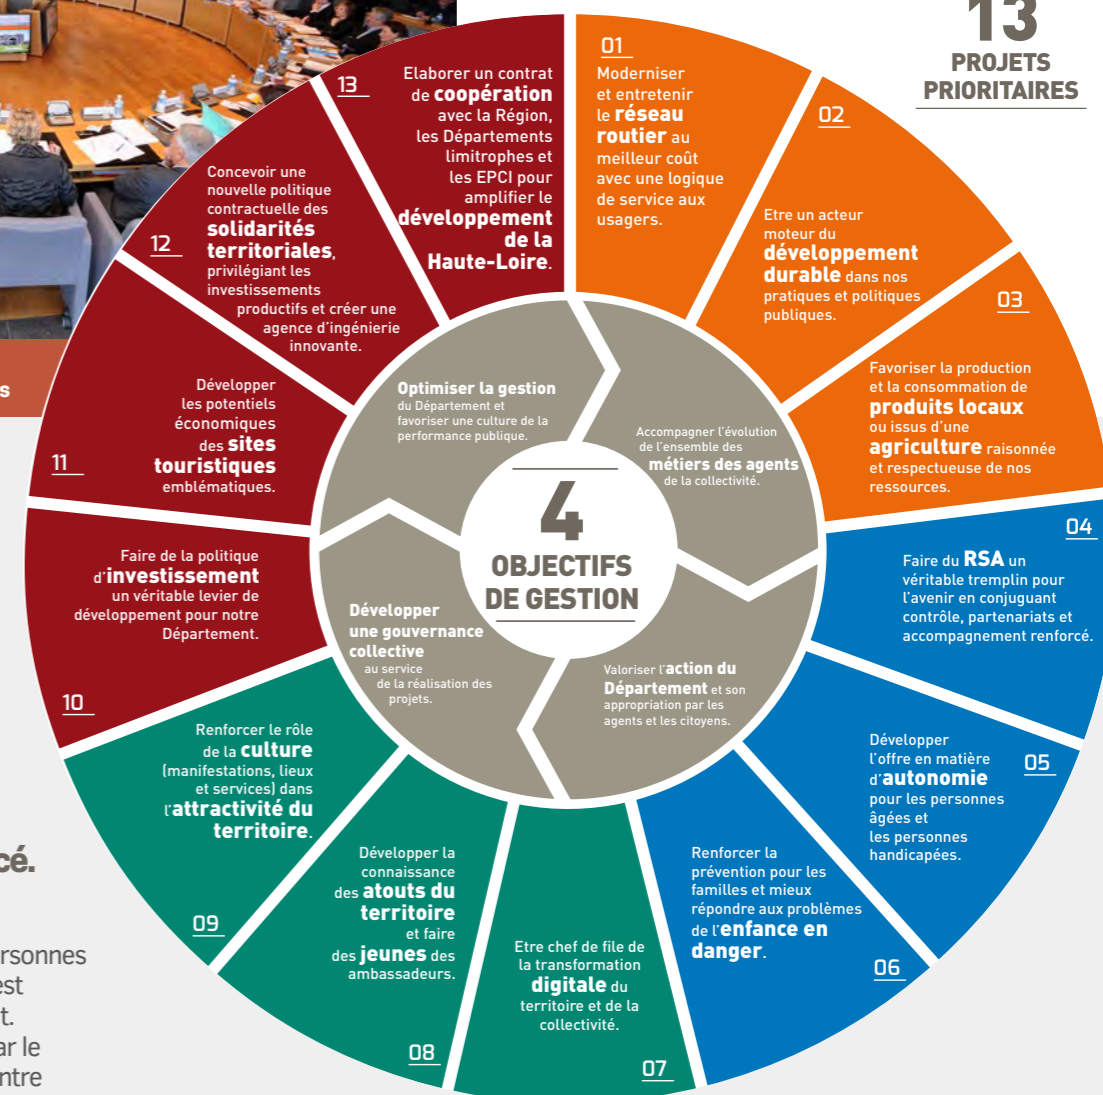 13
PROJETS
PRIORITAIRES
01
Moderniser
et entretenir
le réseau
routier au
meilleur coût
avec une logique
de service aux
usagers.
02
Etre un acteur
moteur du
développement
durable dans nos
pratiques et politiques
publiques.
03
Favoriser la production
et la consommation de
produits locaux
ou issus d'une
agriculture raisonnée
et respectueuse de nos
ressources.
04
Faire du RSA un
véritable tremplin pour
l'avenir en conjuguant
contrôle, partenariats et
accompagnement renforcé.
05
Développer
l'offre en matière
d'autonomie
pour les personnes
âgées et
les personnes
handicapées.
06
Renforcer la
prévention pour les
familles et mieux
répondre aux problèmes
de l'enfance en
danger.
07
Etre chef de file de
la transformation
digitale du
territoire et de la
collectivité.
08
Développer la
connaissance
des atouts du
territoire
et faire
des jeunes des
ambassadeurs.
09
Renforcer le rôle
de la culture
(manifestations, lieux
et services) dans
l'attractivité du
territoire.
10
Faire de la politique
d'investissement
un véritable levier de
développement pour notre
Département.
11
Développer
les potentiels
économiques
des sites
touristiques
emblématiques.
12
Concevoir une
nouvelle politique
contractuelle des
solidarités
territoriales,
privilégiant les
investissements
productifs et créer une
agence d'ingénierie
innovante.
13
Elaborer un contrat
de coopération
avec la Région,
les Départements
limitrophes et
les EPCI pour
amplifier le
développement
de la
Haute-Loire.
4
OBJECTIFS
DE GESTION
Optimiser la gestion
du Département et
favoriser une culture de la
performance publique.
Accompagner l'évolution
de l'ensemble des
métiers des agents
de la collectivité.
Valoriser l'action du
Département et son
appropriation par les
agents et les citoyens.
Développer
une gouvernance
collective
au service
de la réalisation des
projets.
s
cé.
ersonnes
est
t.
ar le
ntre